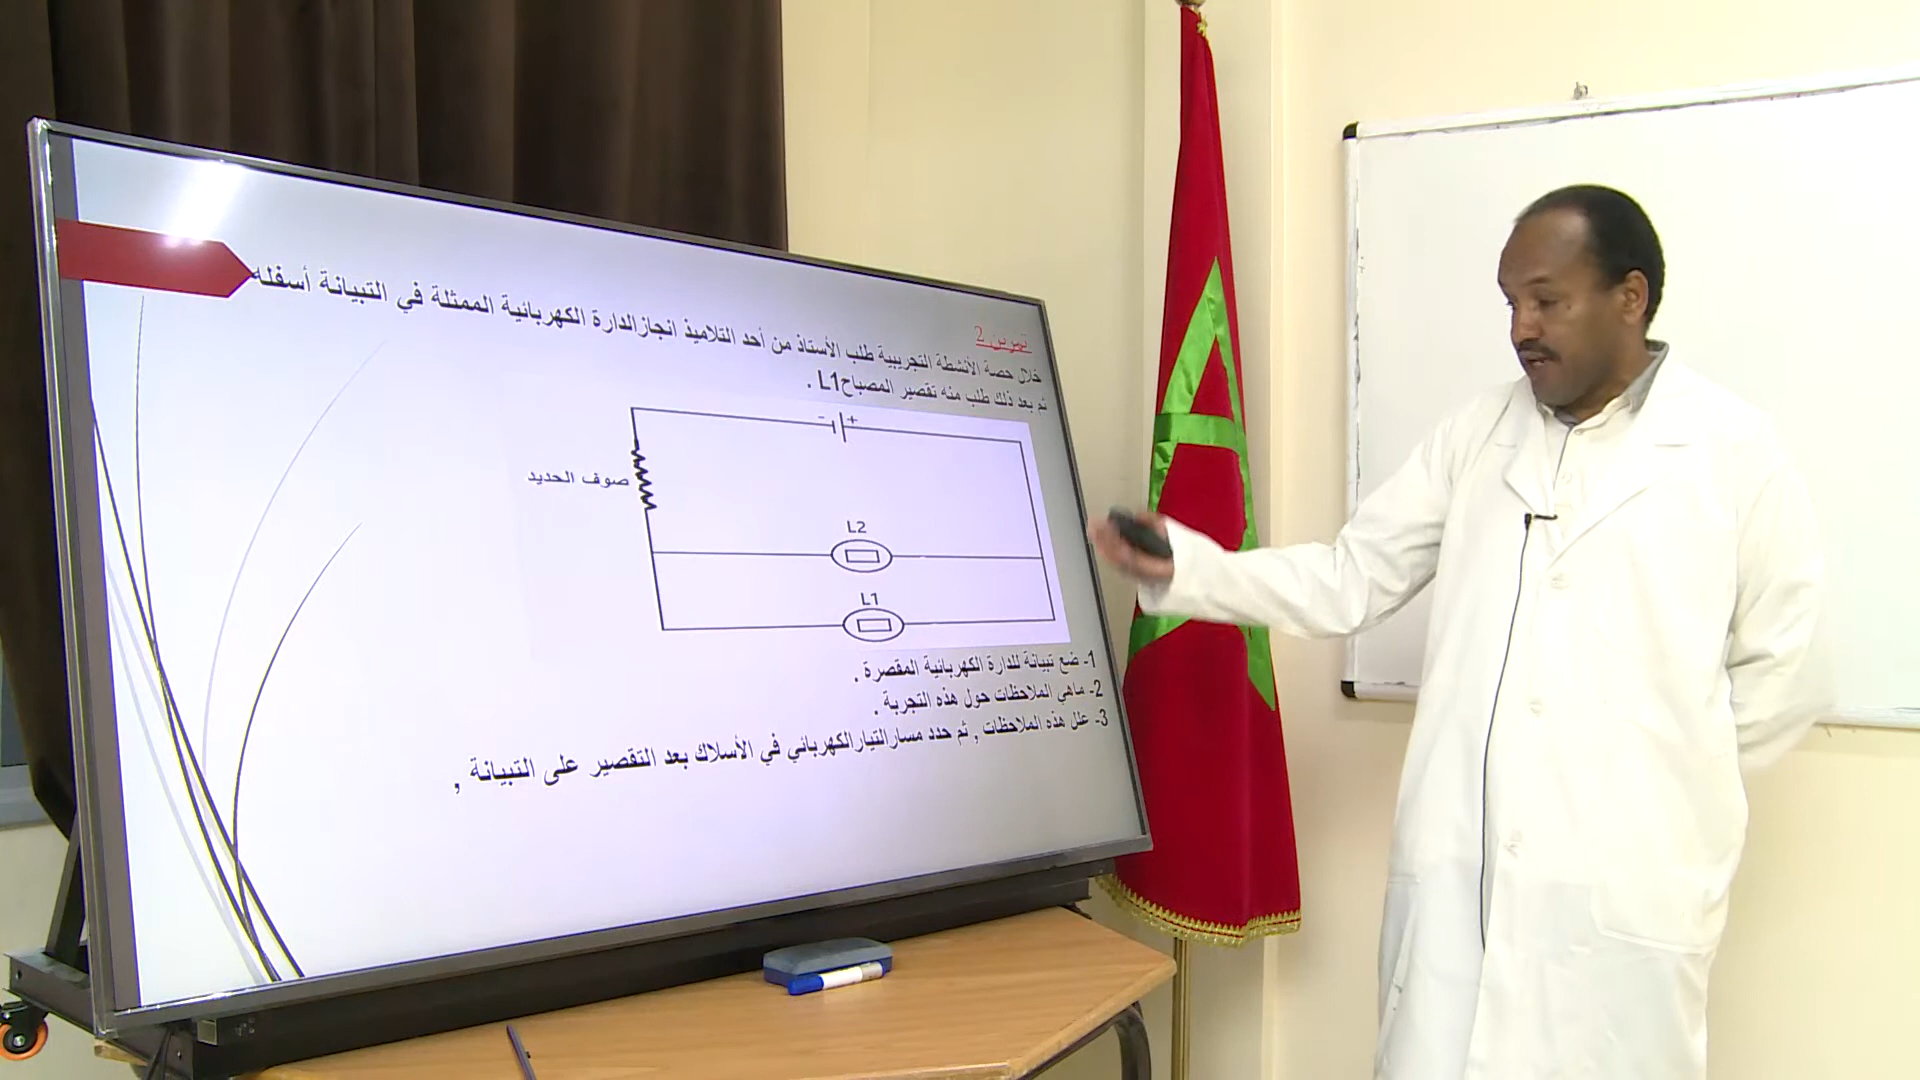 تمرين 2
خلال حصة الأنشطة التجريبية طلب الأستاذ من أحد التلاميذ انجازالدارة الكهربائية الممثلة في التبيانة أسفله
ثم بعد ذلك طلب منه تقصير المصباحL1 .
- +
صوف الحديد
L2
L1
1- ضع تبيانة للدارة الكهربائية المقصرة .
2- ماهي الملاحظات حول هذه التجربة .
3- علل هذه الملاحظات , ثم حدد مسارالتيارالكهربائي في الأسلاك بعد التقصير على التبيانة ,